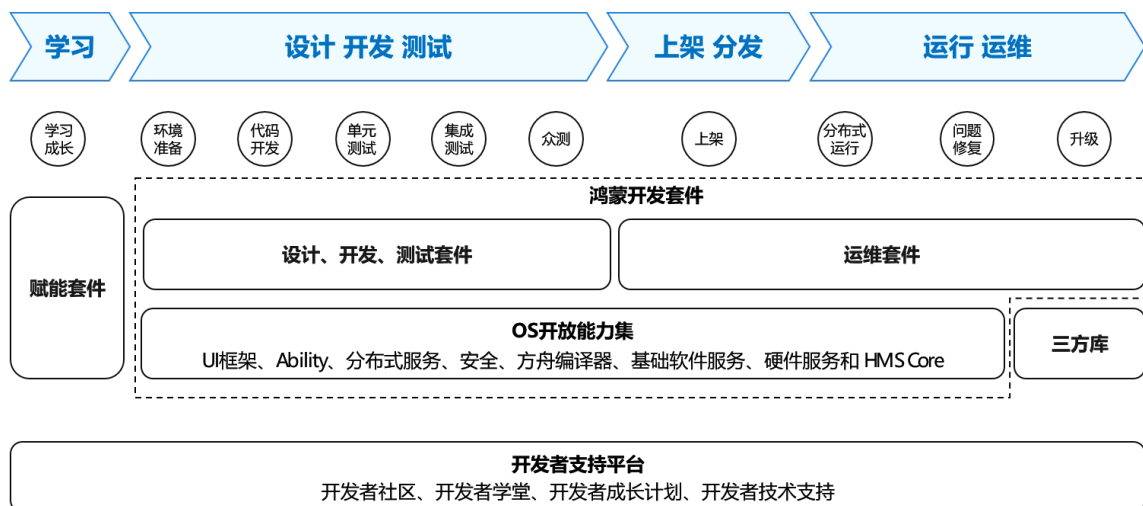 学习
设计 开发 测试
上架 分发
运行 运维
学习
成长
环境
准备
代码
开发
单元
测试
集成
测试
众测
上架
分布式
运行
问题
修复
升级
鸿蒙开发套件
赋能套件
设计、开发、测试套件
运维套件
OS开放能力集
UI框架、Ability、分布式服务、安全、方舟编译器、基础软件服务、硬件服务和 HMS Core
三方库
开发者支持平台
开发者社区、开发者学堂、开发者成长计划、开发者技术支持